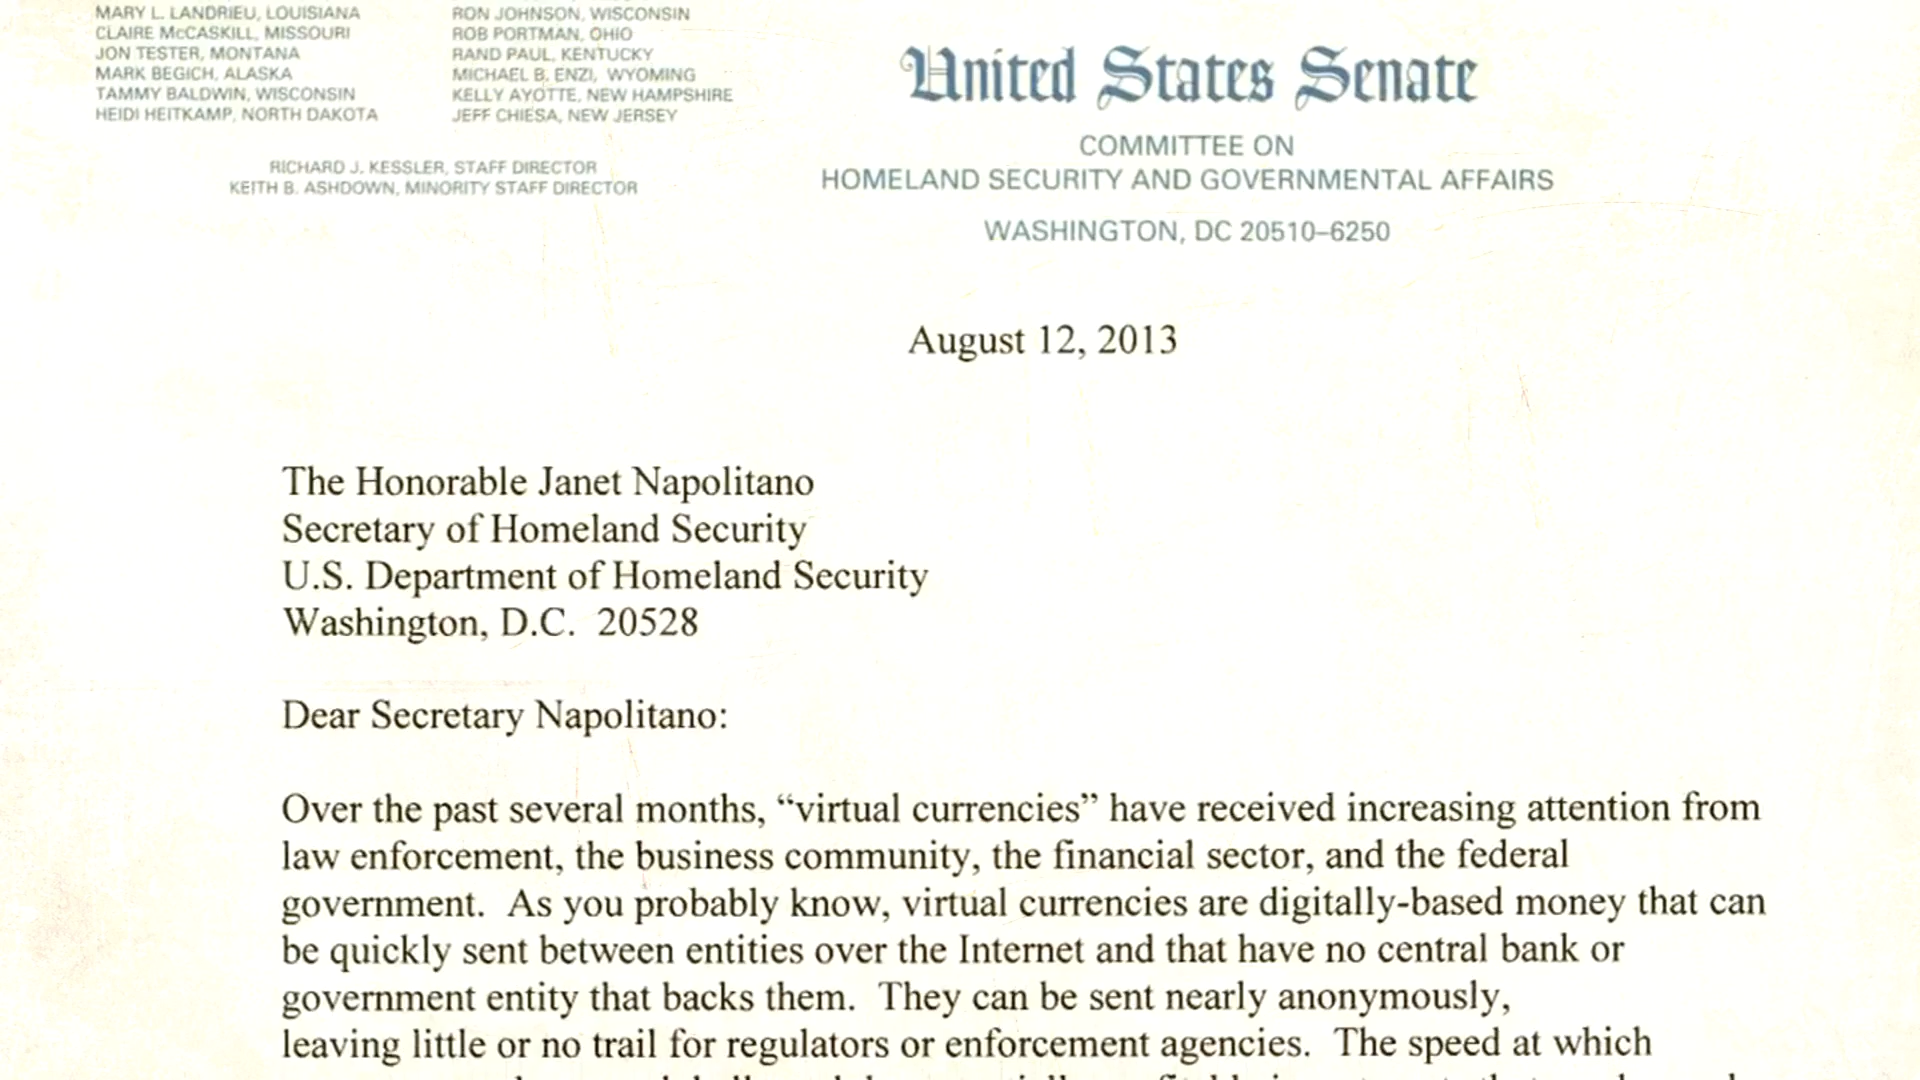 MARY L. LANDRIEU, LOUISIANA
CLAIRE McCASKILL, MISSOURI
JON TESTER, MONTANA
MARK BEGICH, ALASKA
TAMMY BALDWIN, WISCONSIN
HEIDI HEITKAMP, NORTH DAKOTA
RON JOHNSON, WISCONSIN
ROB PORTMAN, OHIO
RAND PAUL, KENTUCKY
MICHAEL B. ENZI, WYOMING
KELLY AYOTTE, NEW HAMPSHIRE
JEFF CHIESA, NEW JERSEY
RICHARD J. KESSLER, STAFF DIRECTOR
KEITH B. ASHDOWN, MINORITY STAFF DIRECTOR
United States Senate
COMMITTEE ON
HOMELAND SECURITY AND GOVERNMENTAL AFFAIRS
WASHINGTON, DC 20510–6250
August 12, 2013
The Honorable Janet Napolitano
Secretary of Homeland Security
U.S. Department of Homeland Security
Washington, D.C. 20528
Dear Secretary Napolitano:
Over the past several months, “virtual currencies” have received increasing attention from
law enforcement, the business community, the financial sector, and the federal
government. As you probably know, virtual currencies are digitally-based money that can
be quickly sent between entities over the Internet and that have no central bank or
government entity that backs them. They can be sent nearly anonymously,
leaving little or no trail for regulators or enforcement agencies. The speed at which